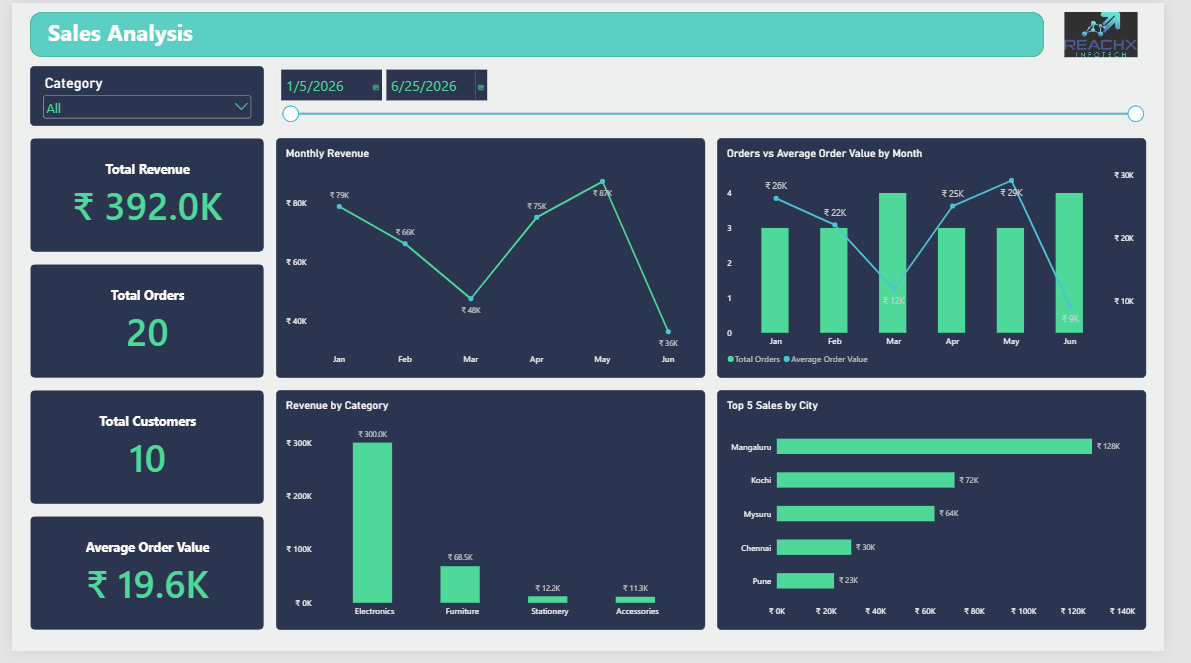 Sales Analysis
REACHX
INFOTECH
Category
All
1/5/2026
6/25/2026
Total Revenue
₹ 392.0K
Total Orders
20
Total Customers
10
Average Order Value
₹ 19.6K
Monthly Revenue
₹ 80K
₹ 60K
₹ 40K
₹ 79K
₹ 66K
₹ 48K
₹ 75K
₹ 87K
₹ 36K
Jan Feb Mar Apr May Jun
Orders vs Average Order Value by Month
4
3
2
1
0
₹ 26K
₹ 22K
₹ 12K
₹ 25K
₹ 29K
₹ 9K
₹ 30K
₹ 20K
₹ 10K
Jan Feb Mar Apr May Jun
Total Orders Average Order Value
Revenue by Category
₹ 300K
₹ 200K
₹ 100K
₹ 0K
₹ 300.0K
₹ 68.5K
₹ 12.2K
₹ 11.3K
Electronics Furniture Stationery Accessories
Top 5 Sales by City
Mangaluru ₹ 128K
Kochi ₹ 72K
Mysuru ₹ 64K
Chennai ₹ 30K
Pune ₹ 23K
₹ 0K ₹ 20K ₹ 40K ₹ 60K ₹ 80K ₹ 100K ₹ 120K ₹ 140K